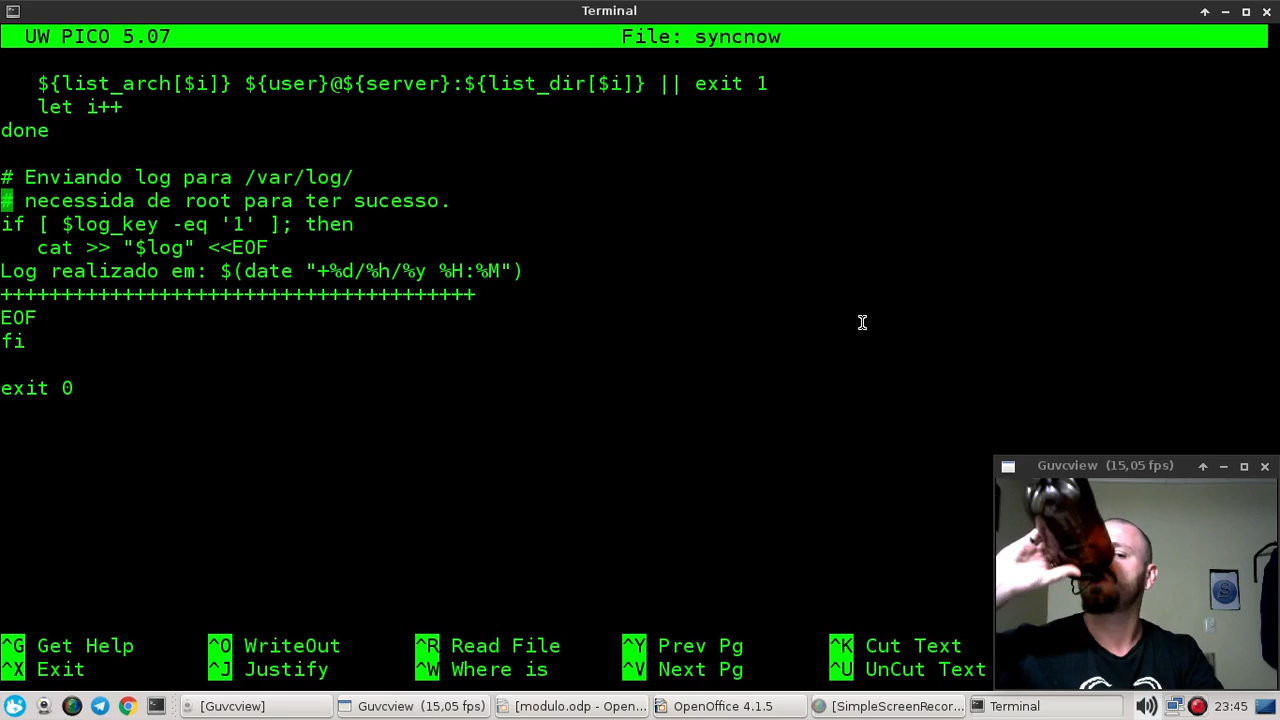 Terminal
UW PICO 5.07 File: syncnow
${list_arch[$i]} ${user}@${server}:${list_dir[$i]} || exit 1
let i++
done
# Enviando log para /var/log/
# necessida de root para ter sucesso.
if [ $log_key -eq '1' ]; then
cat >> "$log" <<EOF
Log realizado em: $(date "+%d/%h/%y %H:%M")
+++++++++++++++++++++++++++++++++++++++
EOF
fi
exit 0
Guvcview (15,05 fps)
^G Get Help ^O WriteOut ^R Read File ^Y Prev Pg ^K Cut Text
^X Exit ^J Justify ^W Where is ^V Next Pg ^U UnCut Text
[Guvcview] Guvcview (15,05 fps) [modulo.odp - Open... OpenOffice 4.1.5 [SimpleScreenRecor... Terminal 23:45